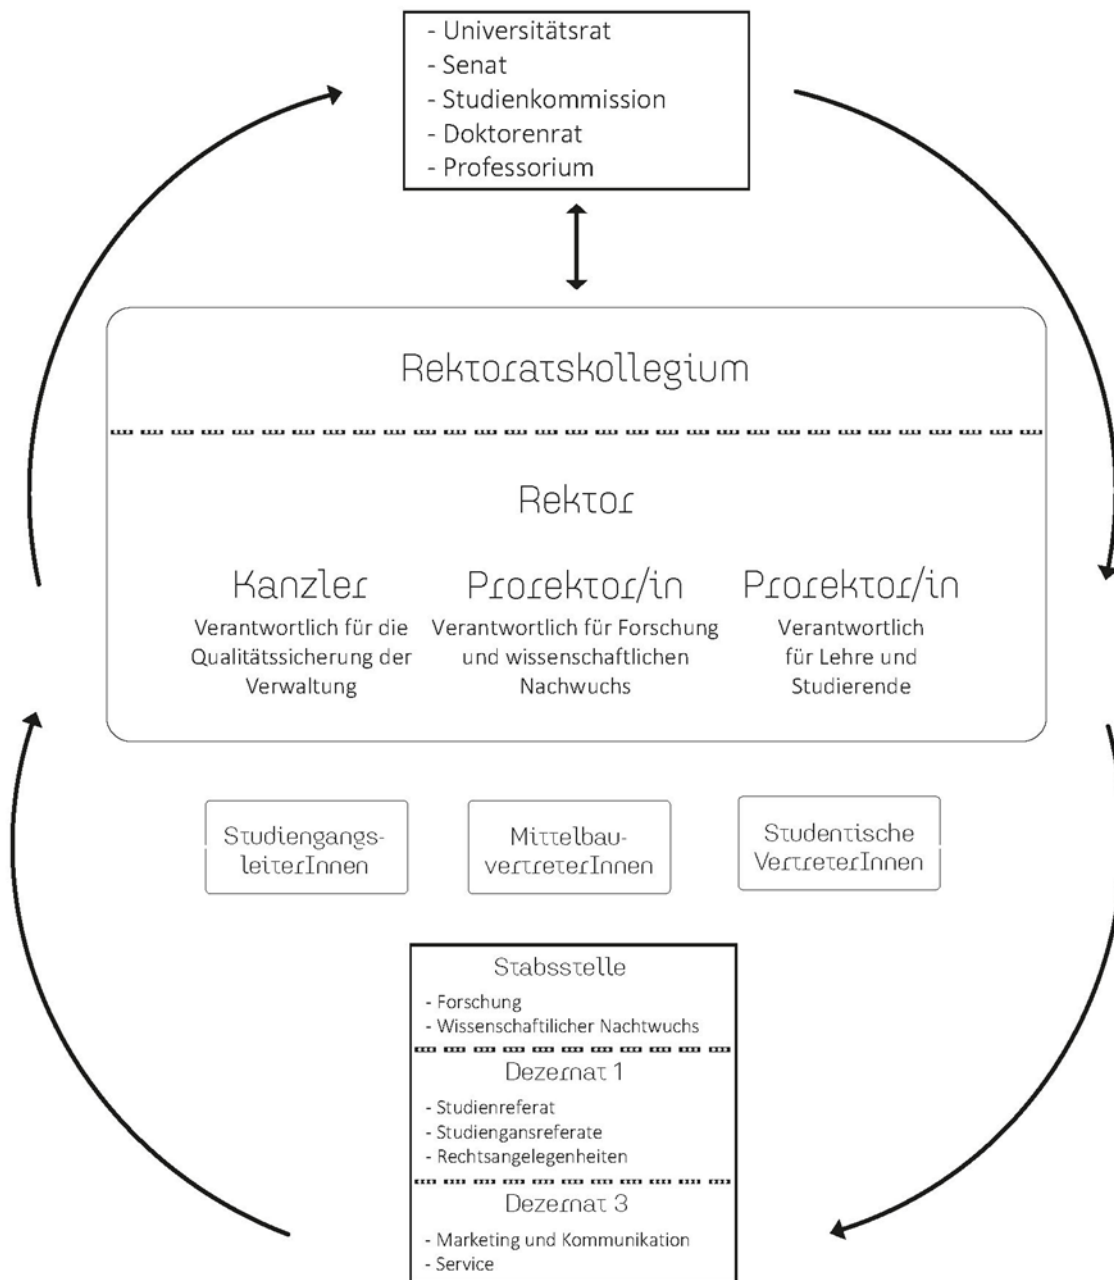 - Universitätsrat
- Senat
- Studienkommission
- Doktorenrat
- Professorium
Rektoratskollegium
Rektor
Kanzler
Verantwortlich für die
Qualitätssicherung der
Verwaltung
Prorektor/in
Verantwortlich für Forschung
und wissenschaftlichen
Nachwuchs
Prorektor/in
Verantwortlich
für Lehre und
Studierende
Studiengangs-
leiterInnen
Mittelbau-
vertreterInnen
Studentische
VertreterInnen
Stabsstelle
- Forschung
- Wissenschaftilicher Nachtwuchs
Dezernat 1
- Studienreferat
- Studiengansreferate
- Rechtsangelegenheiten
Dezernat 3
- Marketing und Kommunikation
- Service